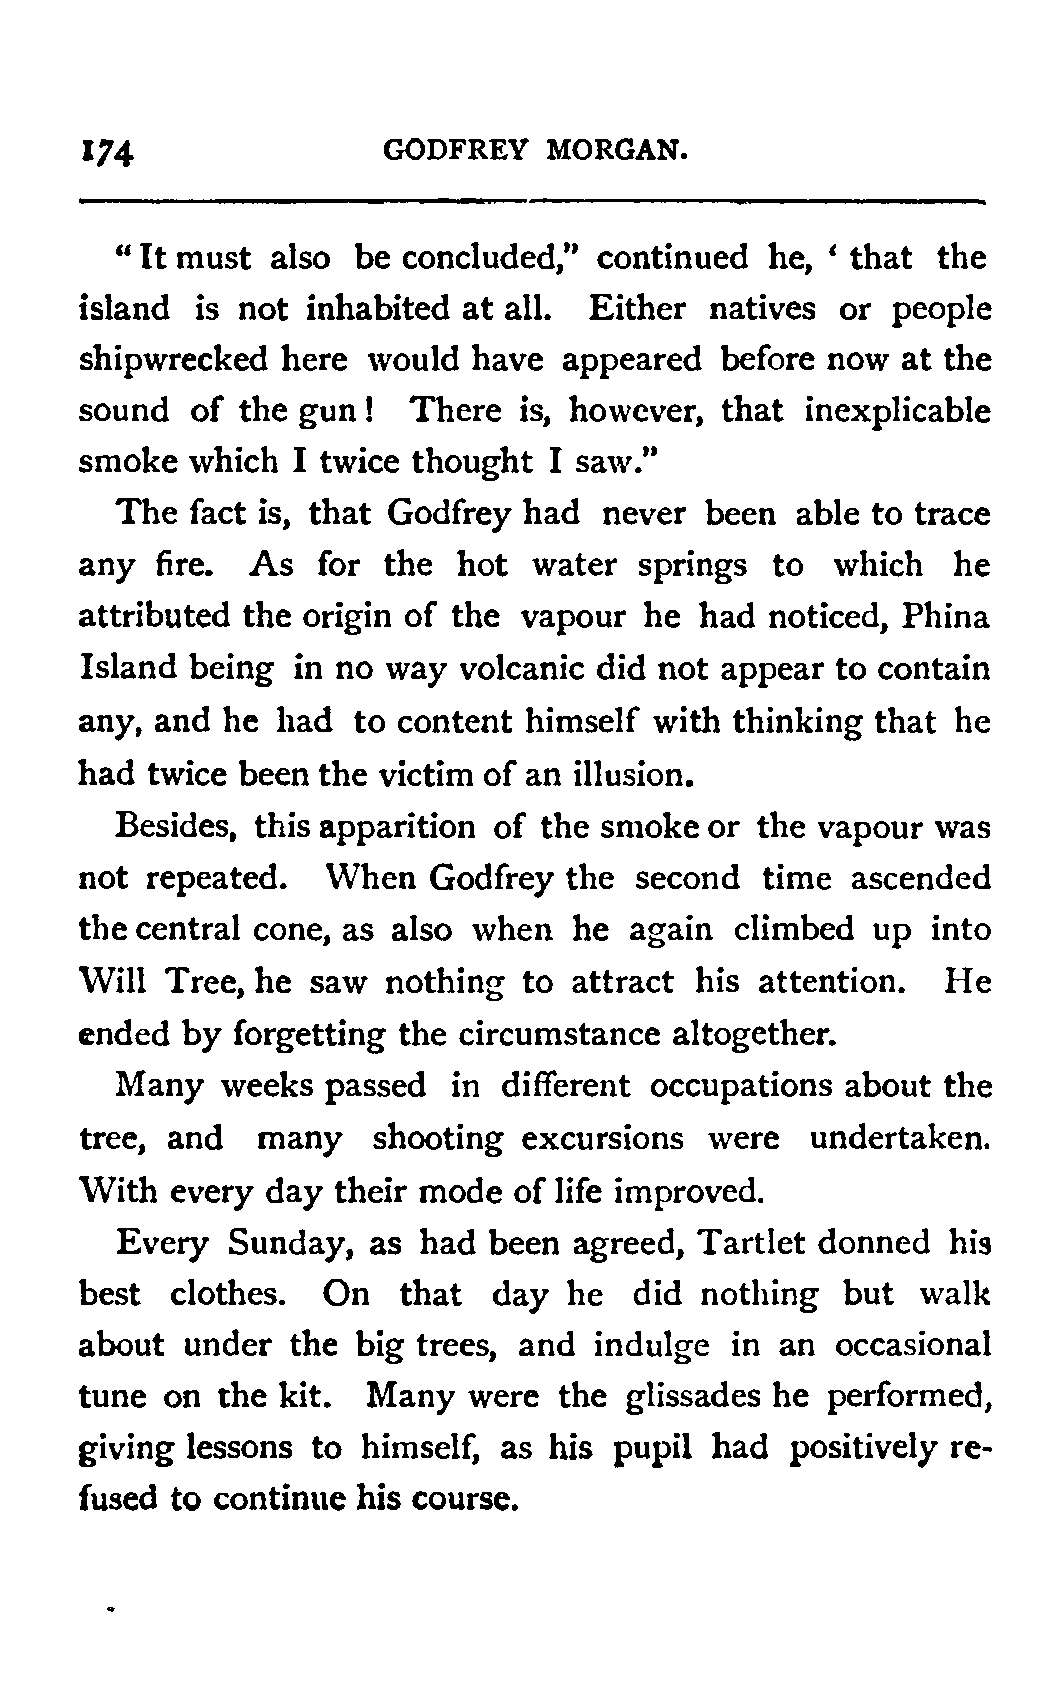 174 GODFREY MORGAN.
“ It must also be concluded,” continued he, ‘ that the
island is not inhabited at all. Either natives or people
shipwrecked here would have appeared before now at the
sound of the gun ! There is, however, that inexplicable
smoke which I twice thought I saw.”
The fact is, that Godfrey had never been able to trace
any fire. As for the hot water springs to which he
attributed the origin of the vapour he had noticed, Phina
Island being in no way volcanic did not appear to contain
any, and he had to content himself with thinking that he
had twice been the victim of an illusion.
Besides, this apparition of the smoke or the vapour was
not repeated. When Godfrey the second time ascended
the central cone, as also when he again climbed up into
Will Tree, he saw nothing to attract his attention. He
ended by forgetting the circumstance altogether.
Many weeks passed in different occupations about the
tree, and many shooting excursions were undertaken.
With every day their mode of life improved.
Every Sunday, as had been agreed, Tartlet donned his
best clothes. On that day he did nothing but walk
about under the big trees, and indulge in an occasional
tune on the kit. Many were the glissades he performed,
giving lessons to himself, as his pupil had positively re-
fused to continue his course.